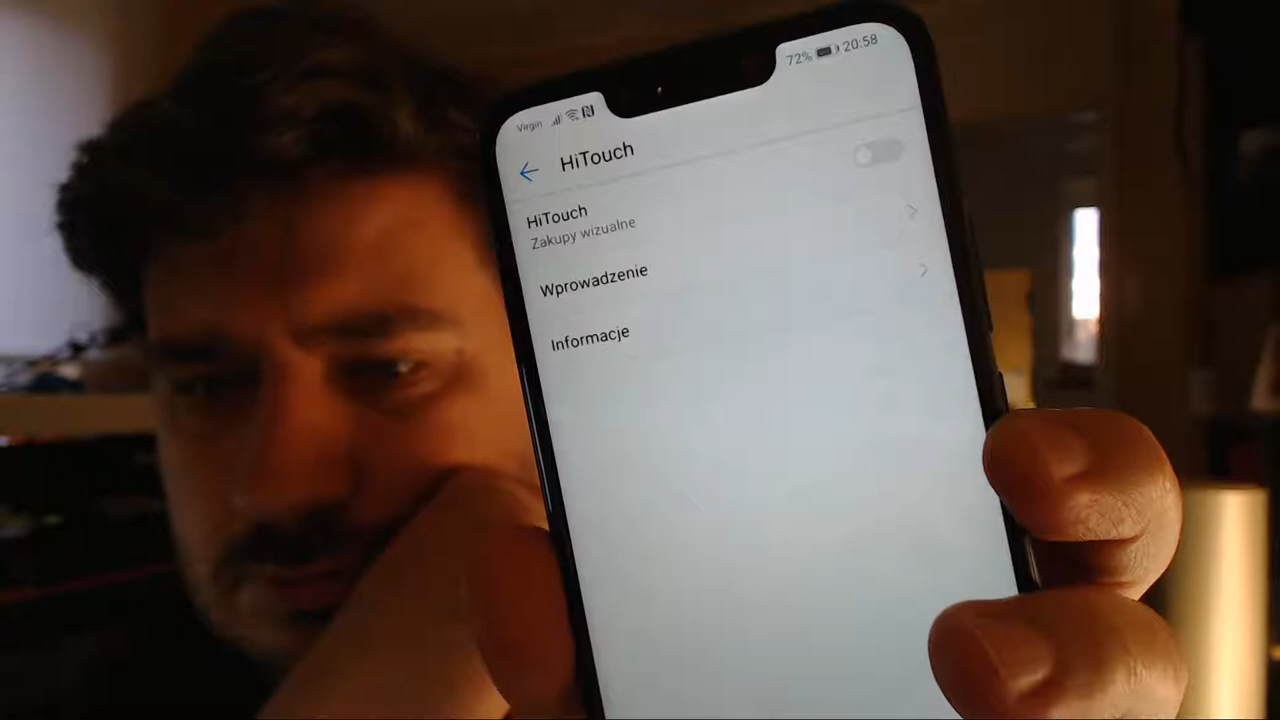 Virgin
72% 20:58
HiTouch
HiTouch
Zakupy wizualne
Wprowadzenie
Informacje